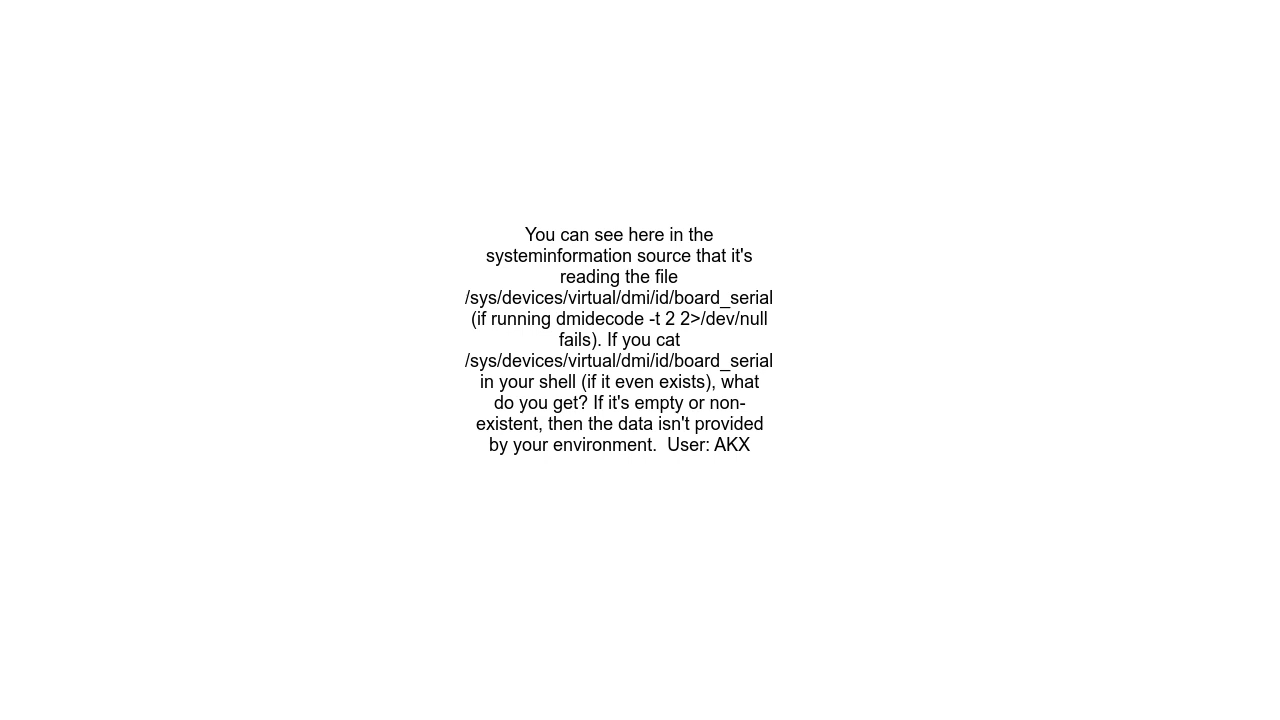 You can see here in the
systeminformation source that it's
reading the file
/sys/devices/virtual/dmi/id/board_serial
(if running dmidecode -t 2 2>/dev/null
fails). If you cat
/sys/devices/virtual/dmi/id/board_serial
in your shell (if it even exists), what
do you get? If it's empty or non-
existent, then the data isn't provided
by your environment.  User: AKX